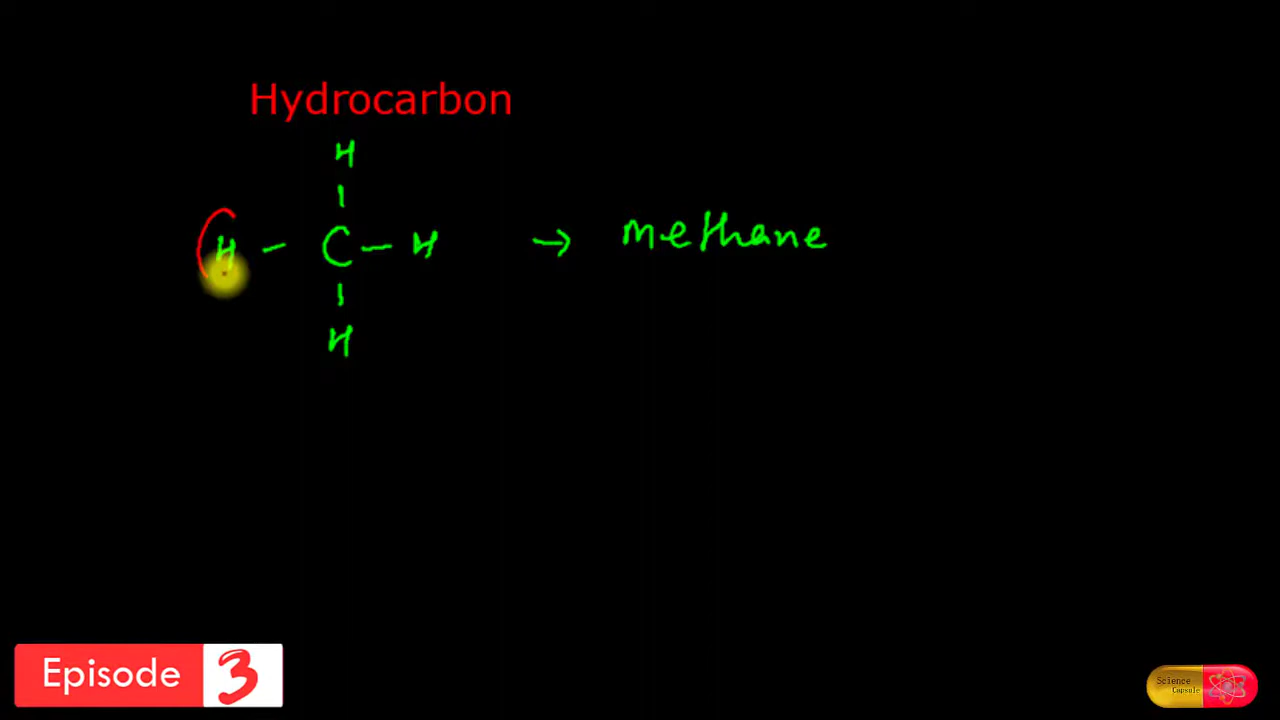 Hydrocarbon
H
H - C - H → methane
H
Episode 3
Science
Capsule